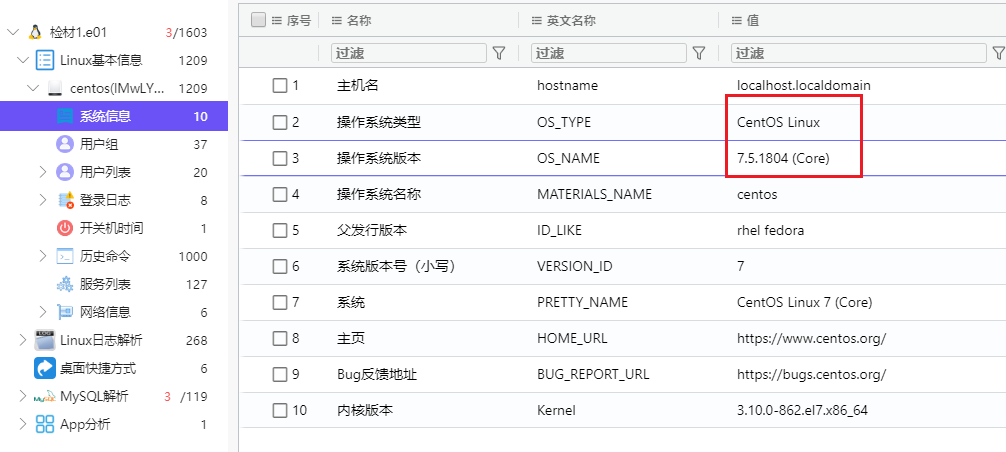 检材1.e01 3/1603
Linux基本信息 1209
centos(IMwLY... 1209
系统信息 10
用户组 37
用户列表 20
登录日志 8
开关机时间 1
历史命令 1000
服务列表 127
网络信息 6
Linux日志解析 268
桌面快捷方式 6
MySQL解析 3 /119
App分析 1
序号 名称 英文名称 值
过滤 过滤 过滤
1 主机名 hostname localhost.localdomain
2 操作系统类型 OS_TYPE CentOS Linux
3 操作系统版本 OS_NAME 7.5.1804 (Core)
4 操作系统名称 MATERIALS_NAME centos
5 父发行版本 ID_LIKE rhel fedora
6 系统版本号（小写） VERSION_ID 7
7 系统 PRETTY_NAME CentOS Linux 7 (Core)
8 主页 HOME_URL https://www.centos.org/
9 Bug反馈地址 BUG_REPORT_URL https://bugs.centos.org/
10 内核版本 Kernel 3.10.0-862.el7.x86_64